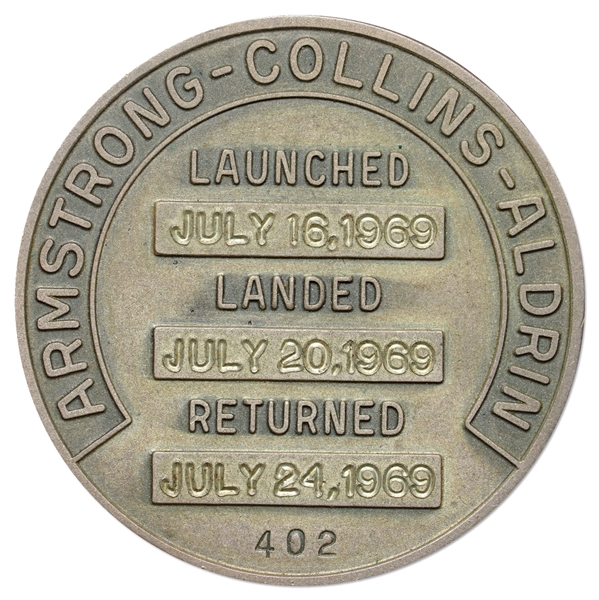 ARMSTRONG-COLLINS-ALDRIN
LAUNCHED
JULY 16,1969
LANDED
JULY 20,1969
RETURNED
JULY 24,1969
402